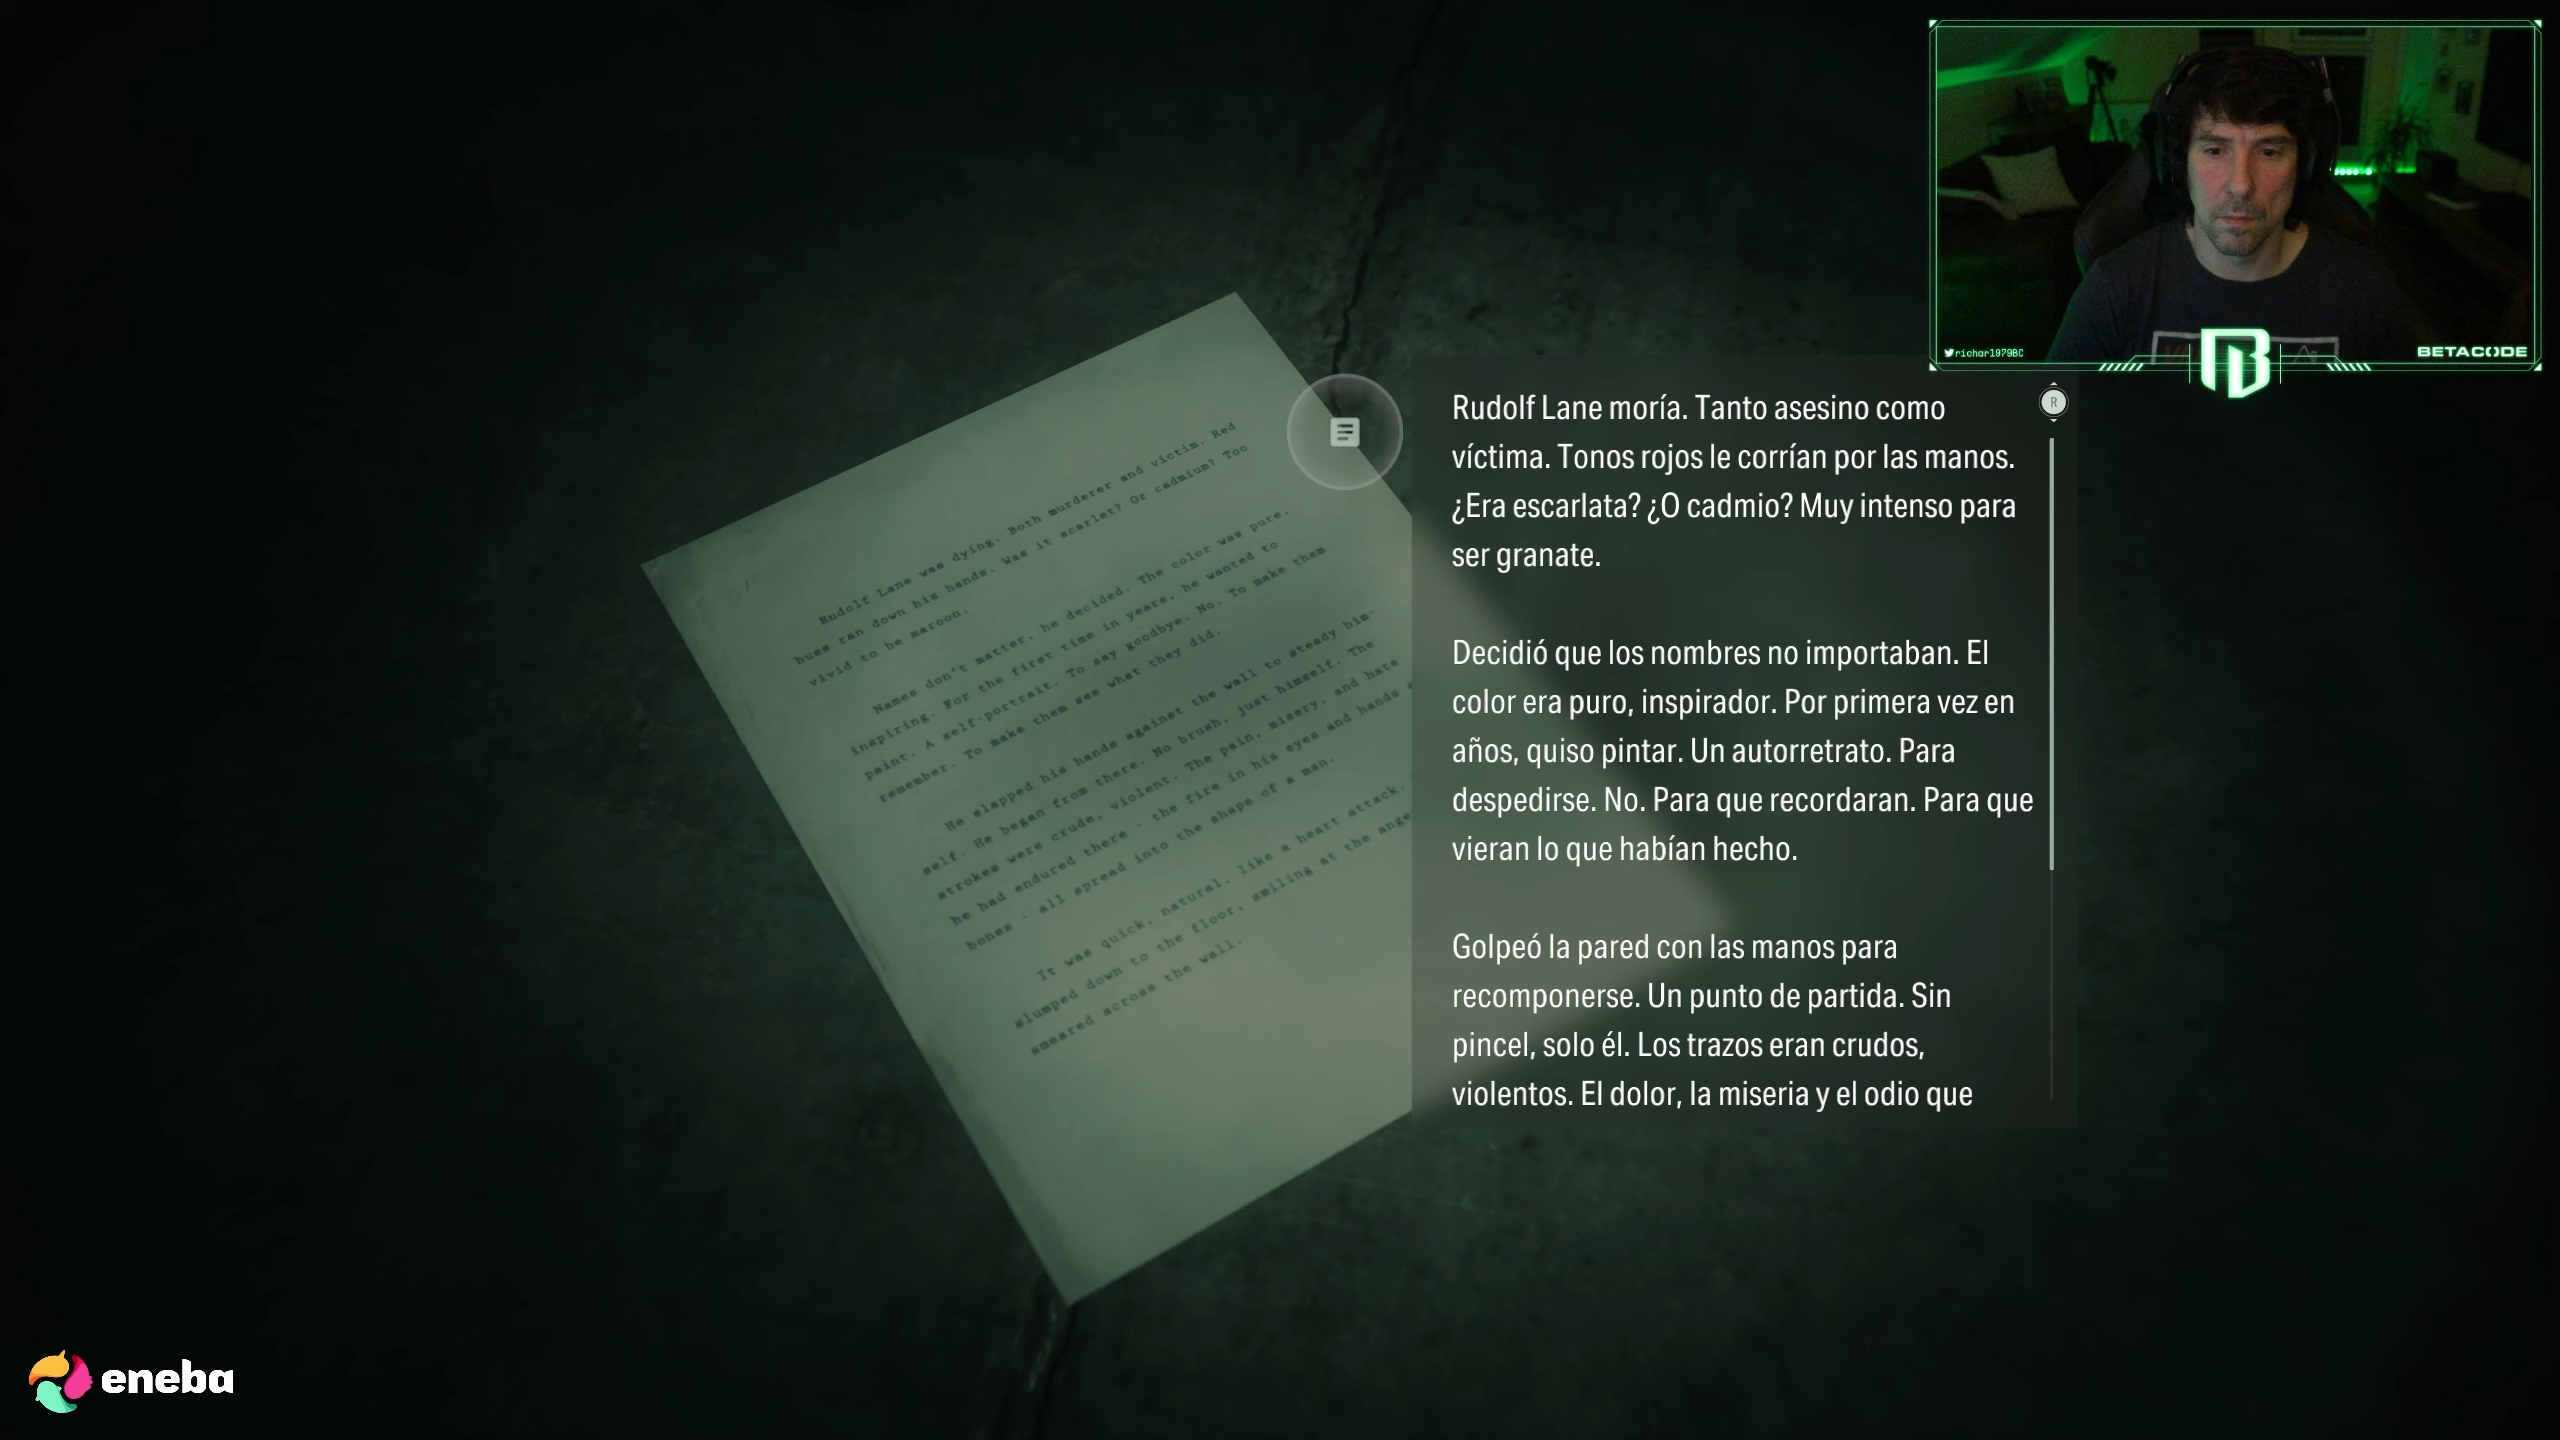 Rudolf Lane was dying. Both murderer and victim. Red
hues ran down his hands. Was it scarlet? Or cadmium? Too
vivid to be maroon.
Names don't matter, he decided. The color was pure,
inspiring. For the first time in years, he wanted to
paint. A self-portrait. To say goodbye. No. To make them
remember. To make them see what they did.
He slapped his hands against the wall to steady him-
self. He began from there. No brush, just himself. The
strokes were crude, violent. The pain, misery, and hate
he had endured there - the fire in his eyes and hands
bones - all spread into the shape of a man.
It was quick, natural, like a heart attack.
slumped down to the floor, smiling at the
smeared across the wall.
Rudolf Lane moría. Tanto asesino como
víctima. Tonos rojos le corrían por las manos.
¿Era escarlata? ¿O cadmio? Muy intenso para
ser granate.
Decidió que los nombres no importaban. El
color era puro, inspirador. Por primera vez en
años, quiso pintar. Un autorretrato. Para
despedirse. No. Para que recordaran. Para que
vieran lo que habían hecho.
Golpeó la pared con las manos para
recomponerse. Un punto de partida. Sin
pincel, solo él. Los trazos eran crudos,
violentos. El dolor, la miseria y el odio que
R
richar1979BC
BETACODE
eneba